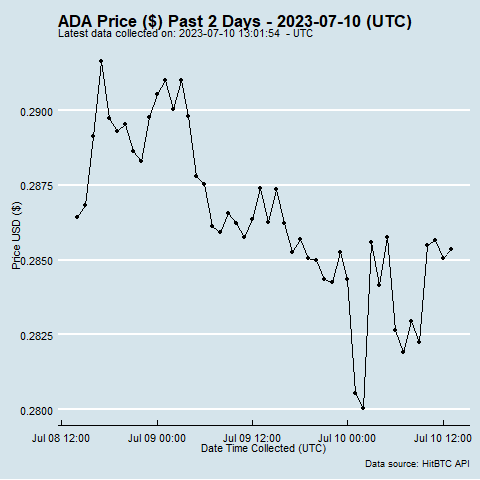 ADA Price ($) Past 2 Days - 2023-07-10 (UTC)
Latest data collected on: 2023-07-10 13:01:54 - UTC
0.2900
0.2875
0.2850
0.2825
0.2800
Price USD ($)
Jul 08 12:00 Jul 09 00:00 Jul 09 12:00 Jul 10 00:00 Jul 10 12:00
Date Time Collected (UTC)
Data source: HitBTC API